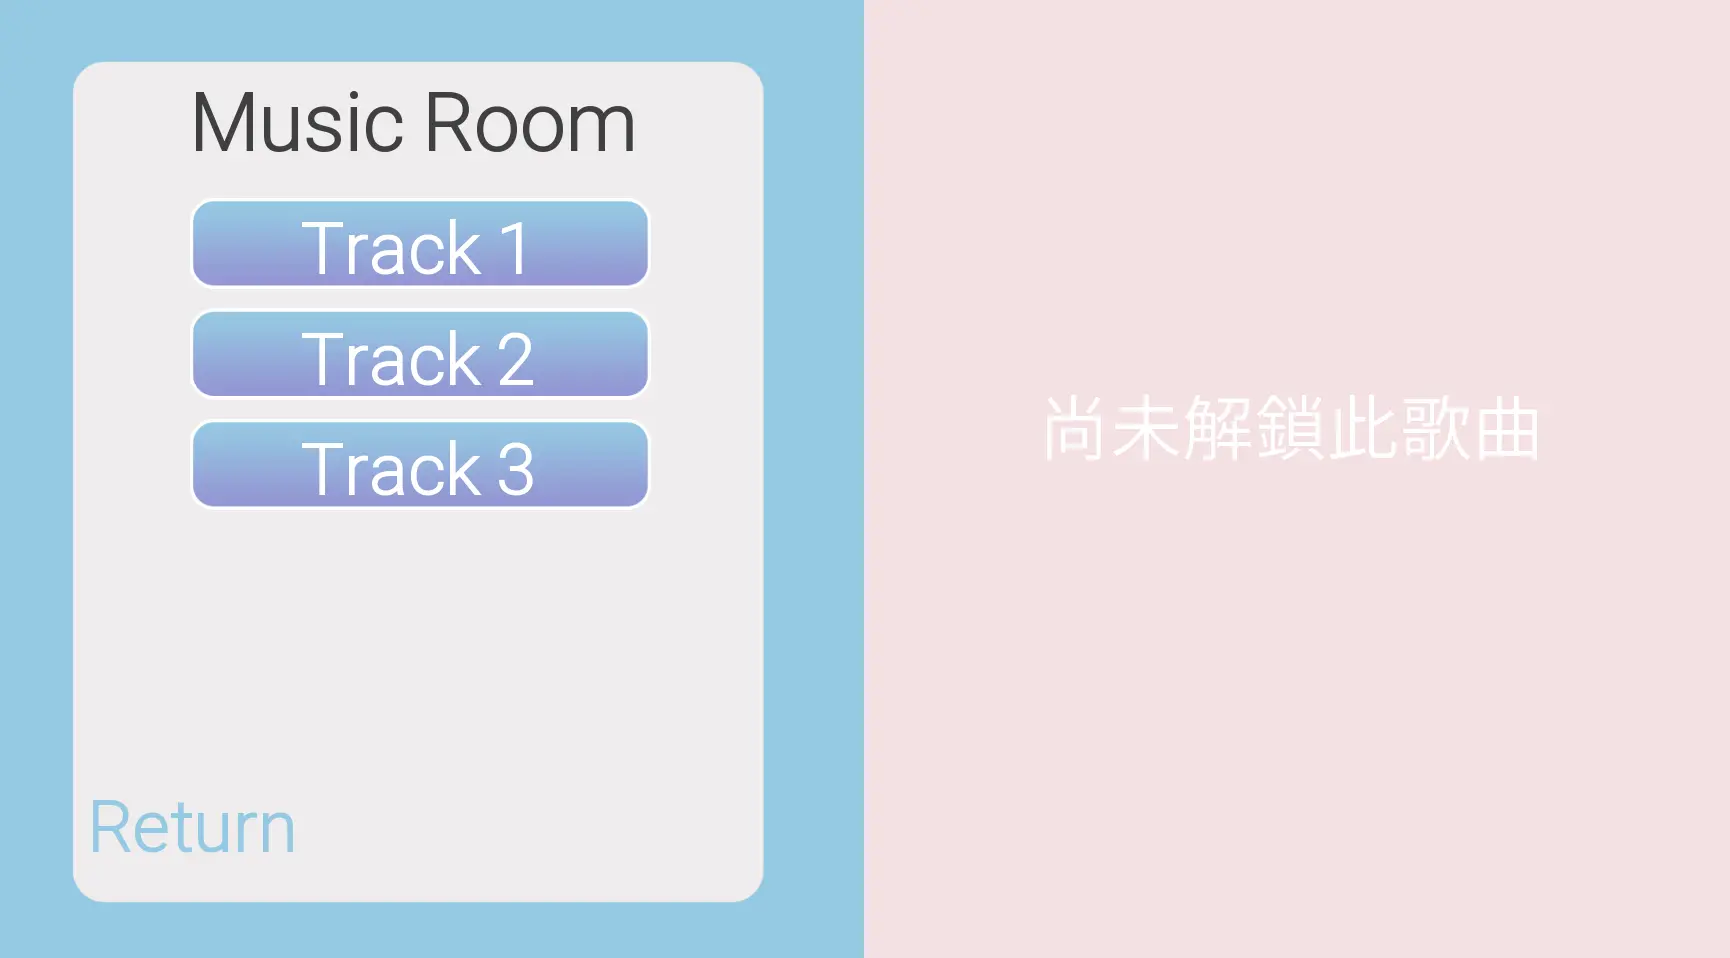 Music Room
Track 1
Track 2
Track 3
Return
尚未解鎖此歌曲